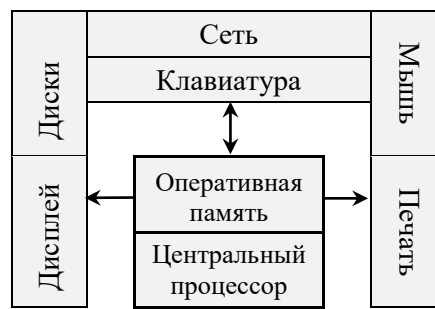 Сеть
Клавиатура
Диски
Мышь
Дисплей
Оперативная
память
Центральный
процессор
Печать